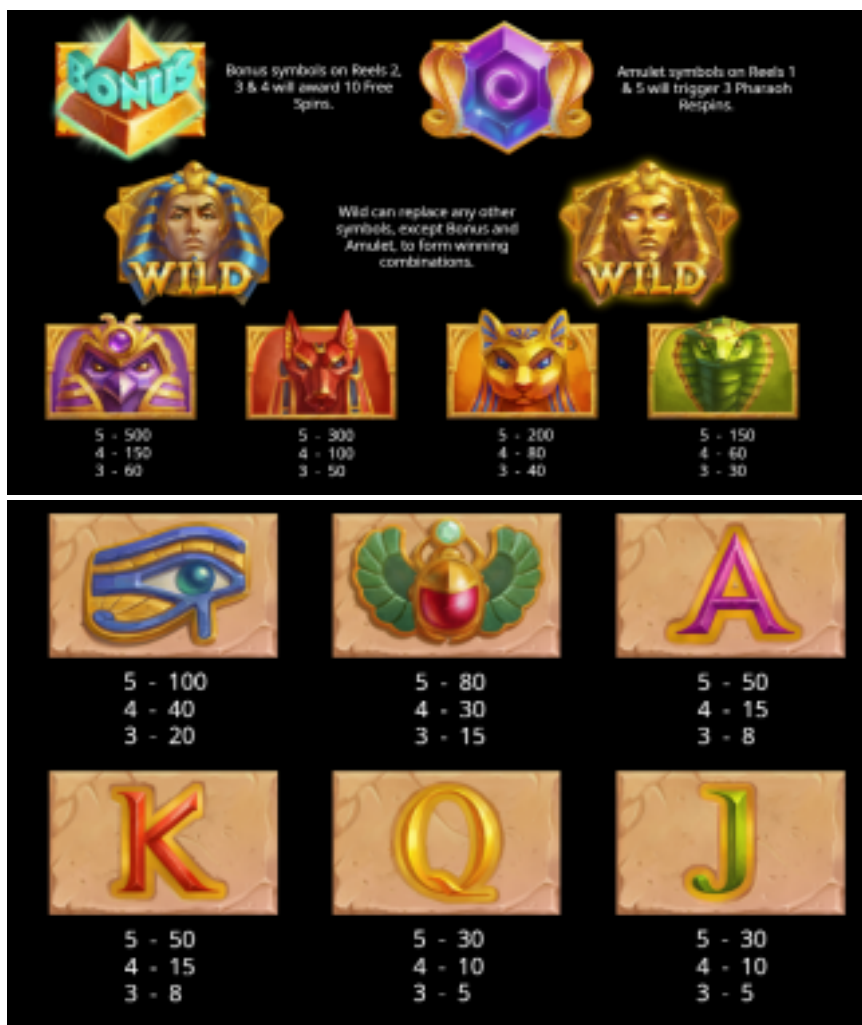 BONUS
Bonus symbols on Reels 2,
3 & 4 will award 10 Free
Spins.
Amulet symbols on Reels 1
& 5 will trigger 3 Pharaoh
Respins.
WILD
Wild can replace any other
symbols, except Bonus and
Amulet, to form winning
combinations.
WILD
5 - 500
4 - 150
3 - 60
5 - 300
4 - 100
3 - 50
5 - 200
4 - 80
3 - 40
5 - 150
4 - 60
3 - 30
5 - 100
4 - 40
3 - 20
5 - 80
4 - 30
3 - 15
A
5 - 50
4 - 15
3 - 8
K
5 - 50
4 - 15
3 - 8
Q
5 - 30
4 - 10
3 - 5
J
5 - 30
4 - 10
3 - 5